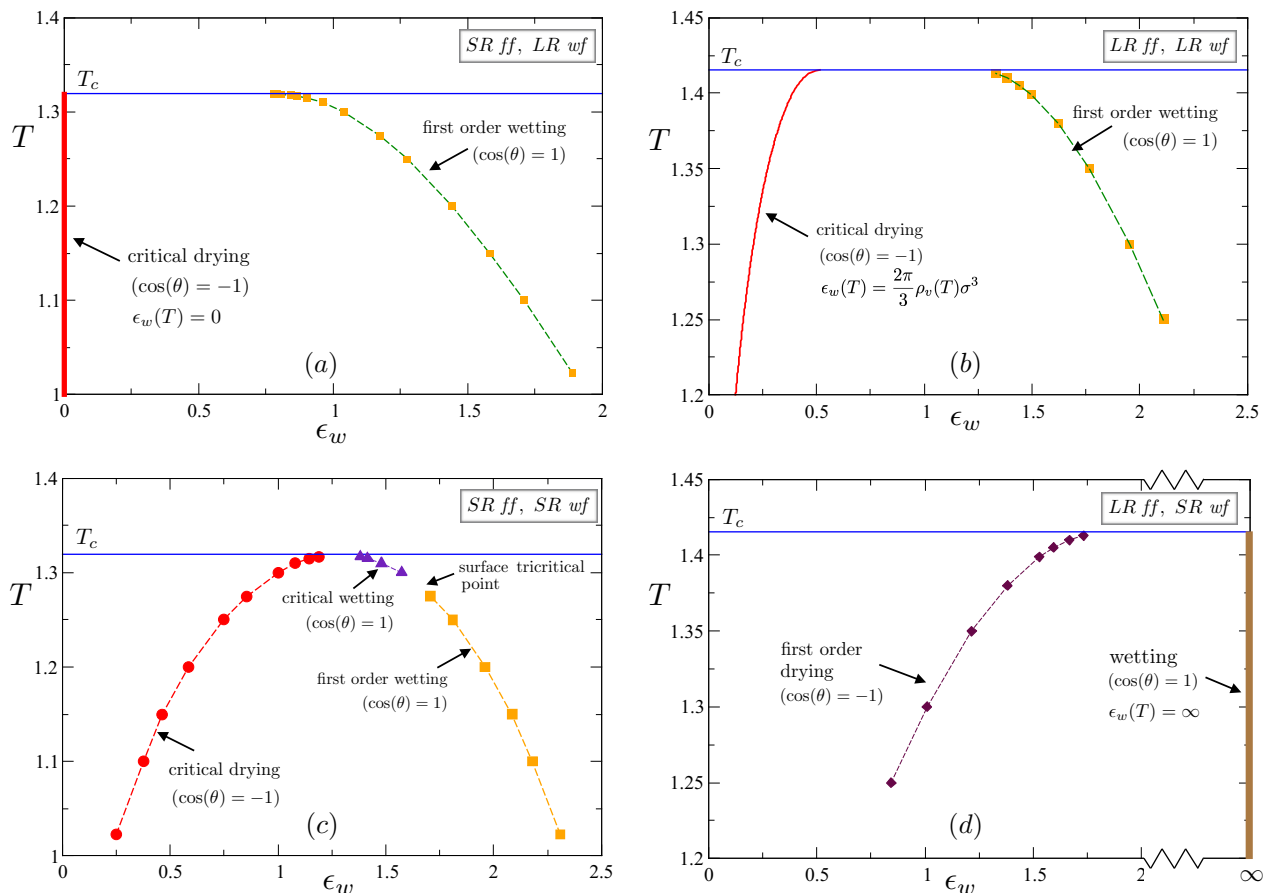 1.4
SR ff, LR wf
T_c
1.3
T
first order wetting
(cos(θ) = 1)
1.2
critical drying
(cos(θ) = −1)
ϵ_w(T) = 0
1.1
(a)
1
0 0.5 1 1.5 2
ϵ_w
1.45
LR ff, LR wf
T_c
1.4
T
first order wetting
(cos(θ) = 1)
1.35
1.3
critical drying
(cos(θ) = −1)
ϵ_w(T) = 2π/3 ρ_v(T)σ^3
1.25
(b)
1.2
0 0.5 1 1.5 2 2.5
ϵ_w
1.4
SR ff, SR wf
T_c
1.3
T
surface tricritical
point
critical wetting
(cos(θ) = 1)
1.2
first order wetting
(cos(θ) = 1)
1.1
critical drying
(cos(θ) = −1)
(c)
1
0 0.5 1 1.5 2 2.5
ϵ_w
1.45
LR ff, SR wf
T_c
1.4
T
1.35
first order
drying
(cos(θ) = −1)
wetting
(cos(θ) = 1)
ϵ_w(T) = ∞
1.3
1.25
(d)
1.2
0 0.5 1 1.5 2 ∞
ϵ_w